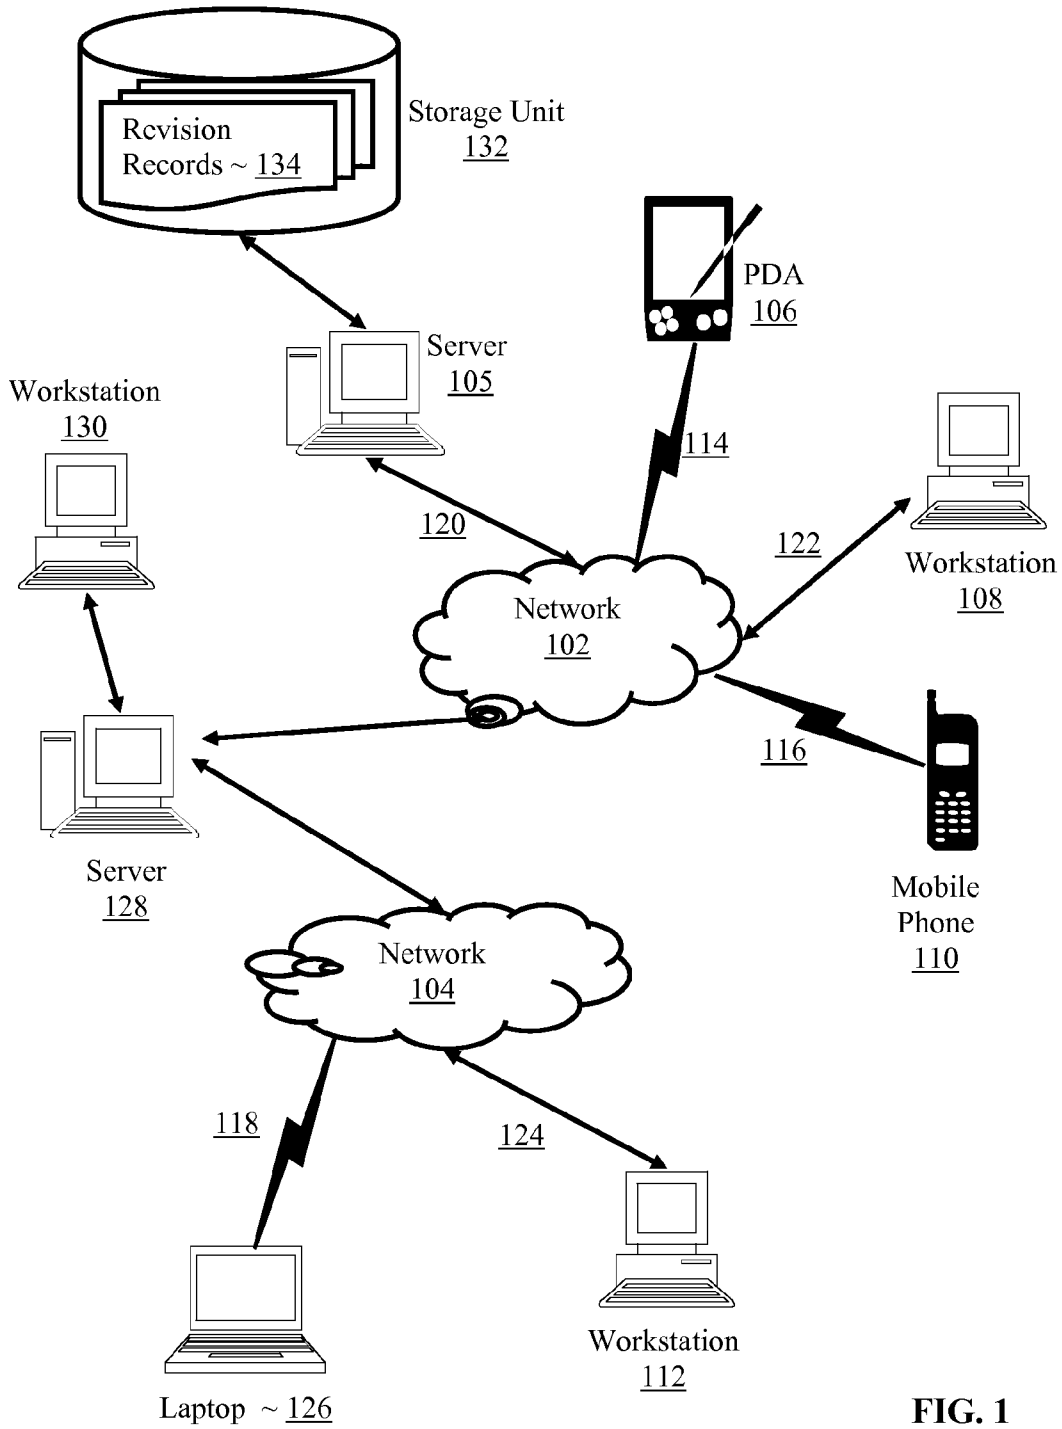 Revision
Records ~ 134
Storage Unit
132
PDA
106
Server
105
Workstation
130
114
120
122
Workstation
108
Network
102
116
Server
128
Mobile
Phone
110
Network
104
118
124
Workstation
112
Laptop ~ 126
FIG. 1